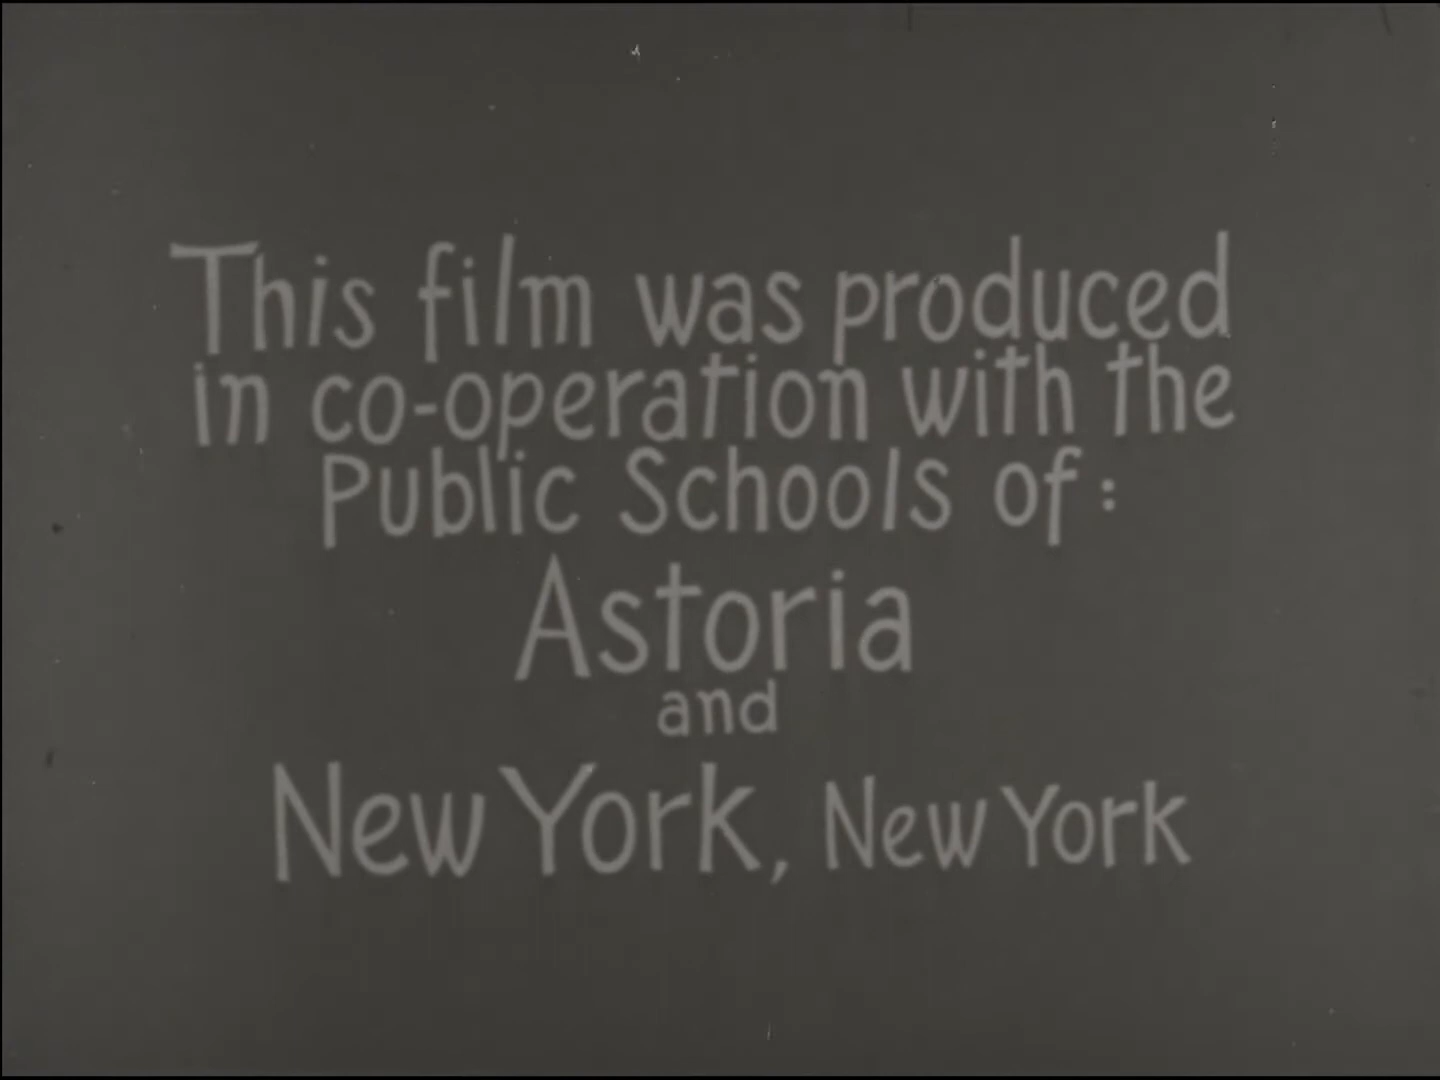 This film was produced
in co-operation with the
Public Schools of:
Astoria
and
New York, New York